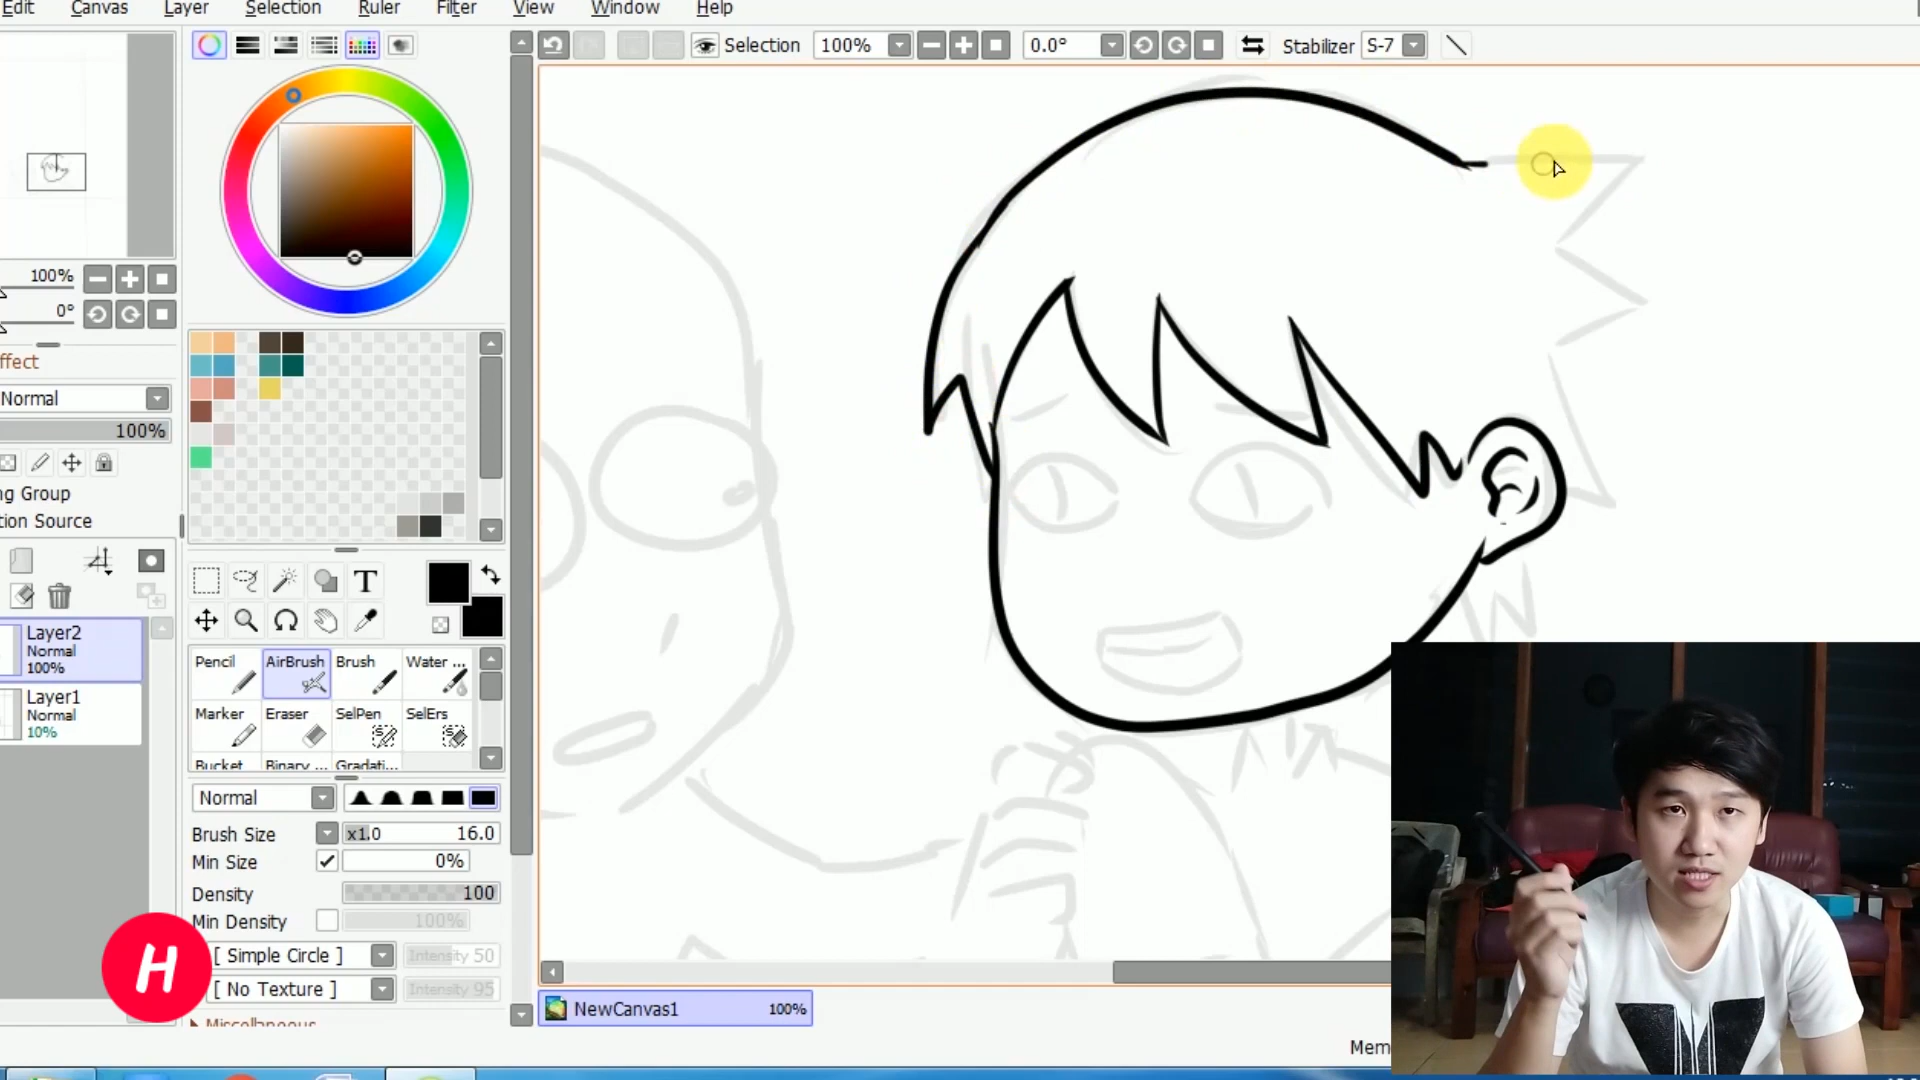 Edit Canvas Layer Selection Ruler Filter View Window Help
Selection 100% 0.0° Stabilizer S-7
100%
0°
ffect
Normal
100%
ng Group
tion Source
Layer2
Normal
100%
Layer1
Normal
10%
T
Pencil AirBrush Brush Water ...
Marker Eraser SelPen SelErs
Bucket Binary ... Gradati...
Normal
Brush Size x1.0 16.0
Min Size 0%
Density 100
Min Density 100%
[ Simple Circle ] Intensity 50
[ No Texture ] Intensity 95
Miscellaneous
H
NewCanvas1 100%
Mem